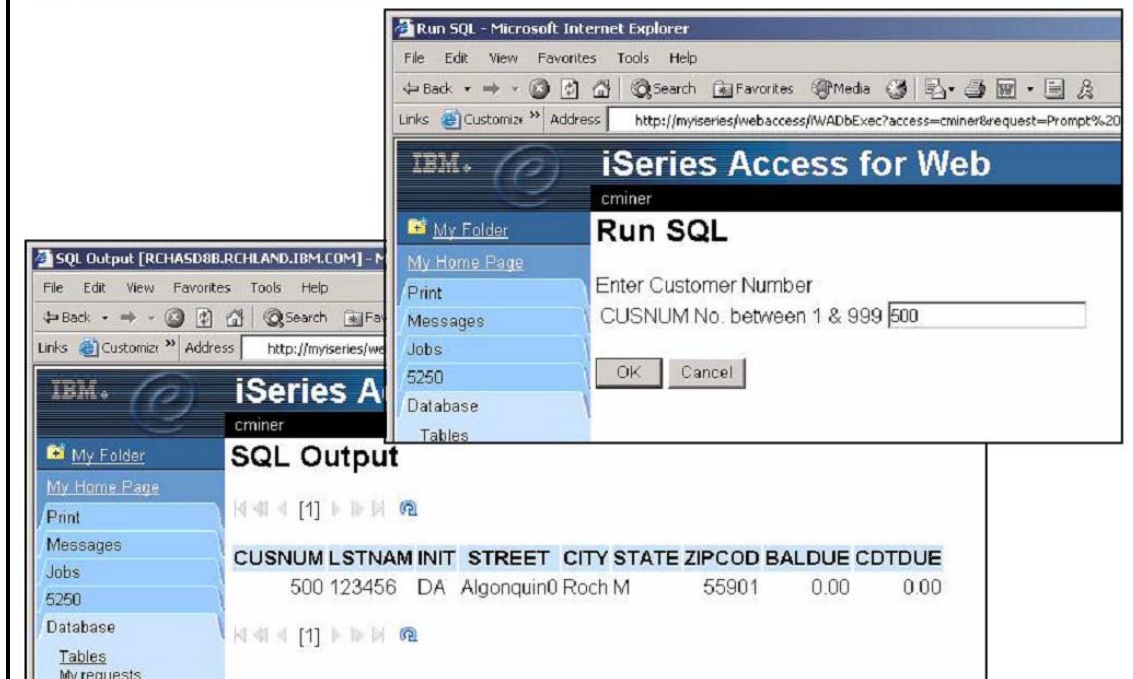 Run SQL - Microsoft Internet Explorer
File Edit View Favorites Tools Help
Back Search Favorites Media
Links Customize Address http://myiseries/webaccess/iWADbExec?access=cminer&request=Prompt%20
IBM iSeries Access for Web
cminer
My Folder
Run SQL
My Home Page
Print
Messages
Jobs
5250
Database
Tables
Enter Customer Number
CUSNUM No. between 1 & 999 500
OK Cancel
SQL Output [RCHASD8B.RCHLAND.IBM.COM] - M
File Edit View Favorites Tools Help
Back Search Fav
Links Customize Address http://myiseries/we
IBM iSeries A
cminer
My Folder
SQL Output
My Home Page
Print
Messages
Jobs
5250
Database
Tables
My requests
[1]
CUSNUM LSTNAM INIT STREET CITY STATE ZIPCOD BALDUE CDTDUE
500 123456 DA Algonquin0 Roch M 55901 0.00 0.00
[1]